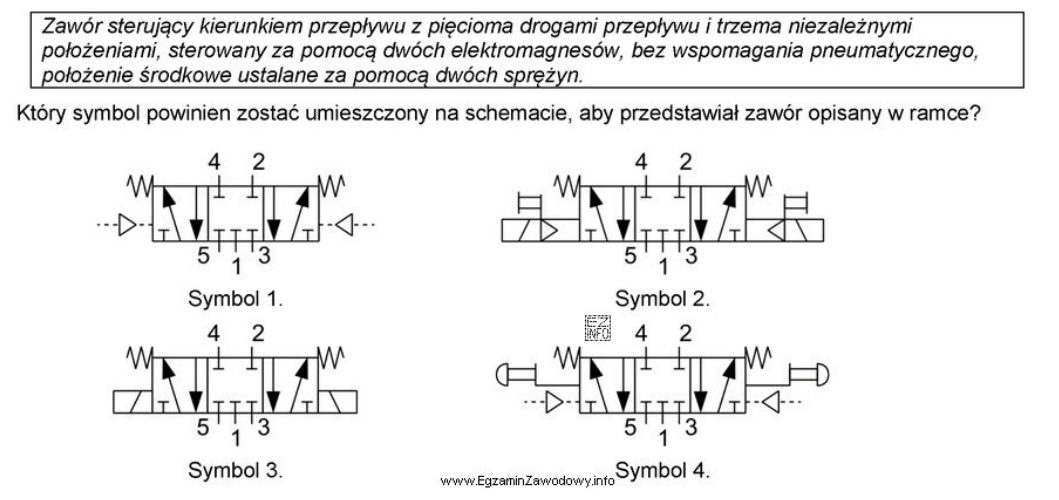 Zawór sterujący kierunkiem przepływu z pięcioma drogami przepływu i trzema niezależnymi
położeniami, sterowany za pomocą dwóch elektromagnesów, bez wspomagania pneumatycznego,
położenie środkowe ustalane za pomocą dwóch sprężyn.
Który symbol powinien zostać umieszczony na schemacie, aby przedstawiał zawór opisany w ramce?
4 2
5 1 3
Symbol 1.
4 2
5 1 3
Symbol 2.
EZ
INFO
4 2
5 1 3
Symbol 3.
4 2
5 1 3
Symbol 4.
www.EgzaminZawodowy.info